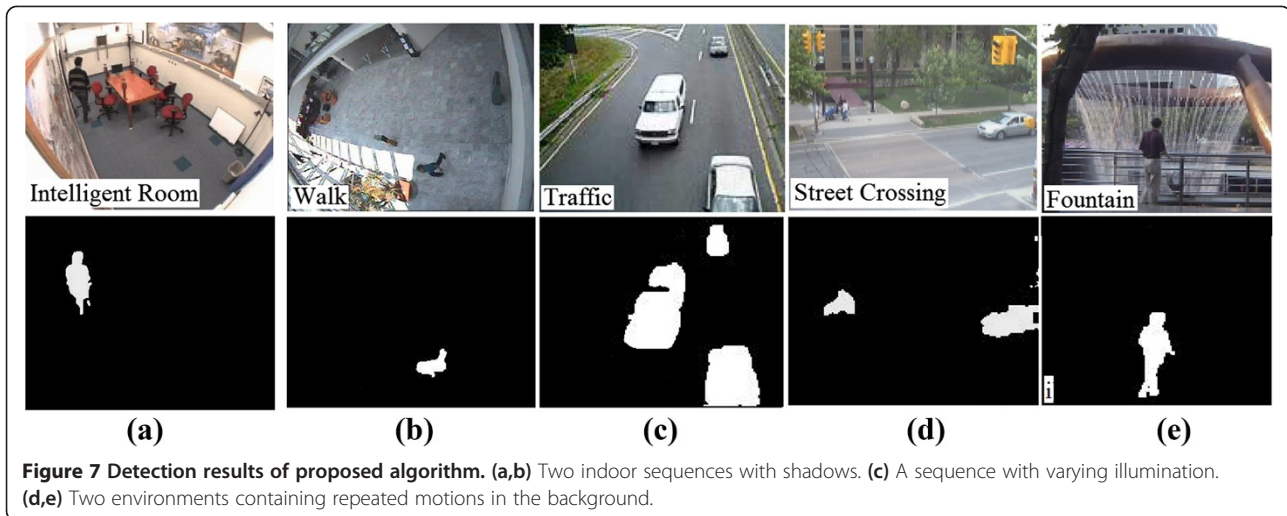 Intelligent Room
Walk
Traffic
Street Crossing
Fountain
i
(a)
(b)
(c)
(d)
(e)
Figure 7 Detection results of proposed algorithm. (a,b) Two indoor sequences with shadows. (c) A sequence with varying illumination.
(d,e) Two environments containing repeated motions in the background.